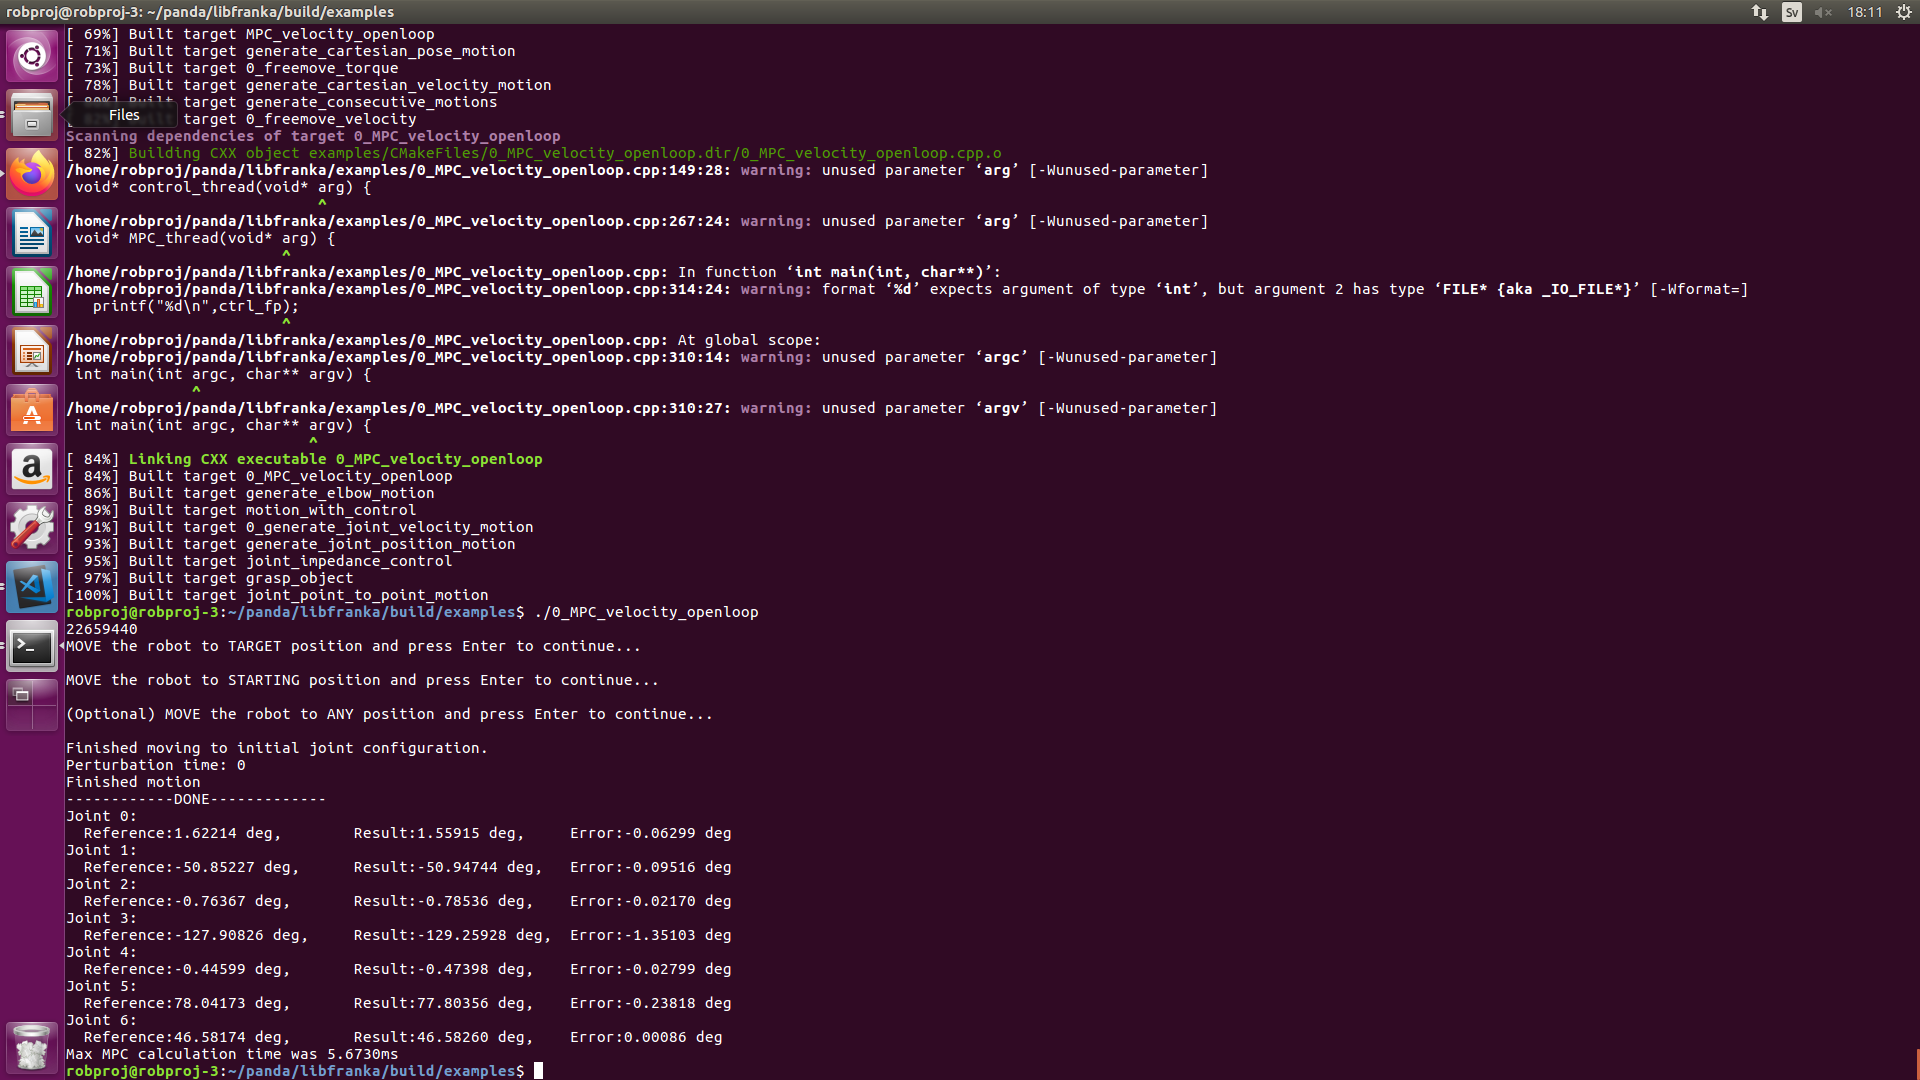 robproj@robproj-3: ~/panda/libfranka/build/examples
Sv
18:11
[ 69%] Built target MPC_velocity_openloop
[ 71%] Built target generate_cartesian_pose_motion
[ 73%] Built target 0_freemove_torque
[ 78%] Built target generate_cartesian_velocity_motion
[ 80%] Built target generate_consecutive_motions
Files
target 0_freemove_velocity
Scanning dependencies of target 0_MPC_velocity_openloop
[ 82%] Building CXX object examples/CMakeFiles/0_MPC_velocity_openloop.dir/0_MPC_velocity_openloop.cpp.o
/home/robproj/panda/libfranka/examples/0_MPC_velocity_openloop.cpp:149:28: warning: unused parameter ‘arg’ [-Wunused-parameter]
void* control_thread(void* arg) {
^
/home/robproj/panda/libfranka/examples/0_MPC_velocity_openloop.cpp:267:24: warning: unused parameter ‘arg’ [-Wunused-parameter]
void* MPC_thread(void* arg) {
^
/home/robproj/panda/libfranka/examples/0_MPC_velocity_openloop.cpp: In function ‘int main(int, char**)’:
/home/robproj/panda/libfranka/examples/0_MPC_velocity_openloop.cpp:314:24: warning: format ‘%d’ expects argument of type ‘int’, but argument 2 has type ‘FILE* {aka _IO_FILE*}’ [-Wformat=]
printf("%d\n",ctrl_fp);
^
/home/robproj/panda/libfranka/examples/0_MPC_velocity_openloop.cpp: At global scope:
/home/robproj/panda/libfranka/examples/0_MPC_velocity_openloop.cpp:310:14: warning: unused parameter ‘argc’ [-Wunused-parameter]
int main(int argc, char** argv) {
^
/home/robproj/panda/libfranka/examples/0_MPC_velocity_openloop.cpp:310:27: warning: unused parameter ‘argv’ [-Wunused-parameter]
int main(int argc, char** argv) {
^
[ 84%] Linking CXX executable 0_MPC_velocity_openloop
[ 84%] Built target 0_MPC_velocity_openloop
[ 86%] Built target generate_elbow_motion
[ 89%] Built target motion_with_control
[ 91%] Built target 0_generate_joint_velocity_motion
[ 93%] Built target generate_joint_position_motion
[ 95%] Built target joint_impedance_control
[ 97%] Built target grasp_object
[100%] Built target joint_point_to_point_motion
robproj@robproj-3:~/panda/libfranka/build/examples$ ./0_MPC_velocity_openloop
22659440
MOVE the robot to TARGET position and press Enter to continue...
MOVE the robot to STARTING position and press Enter to continue...
(Optional) MOVE the robot to ANY position and press Enter to continue...
Finished moving to initial joint configuration.
Perturbation time: 0
Finished motion
------------DONE-------------
Joint 0:
Reference:1.62214 deg, Result:1.55915 deg, Error:-0.06299 deg
Joint 1:
Reference:-50.85227 deg, Result:-50.94744 deg, Error:-0.09516 deg
Joint 2:
Reference:-0.76367 deg, Result:-0.78536 deg, Error:-0.02170 deg
Joint 3:
Reference:-127.90826 deg, Result:-129.25928 deg, Error:-1.35103 deg
Joint 4:
Reference:-0.44599 deg, Result:-0.47398 deg, Error:-0.02799 deg
Joint 5:
Reference:78.04173 deg, Result:77.80356 deg, Error:-0.23818 deg
Joint 6:
Reference:46.58174 deg, Result:46.58260 deg, Error:0.00086 deg
Max MPC calculation time was 5.6730ms
robproj@robproj-3:~/panda/libfranka/build/examples$